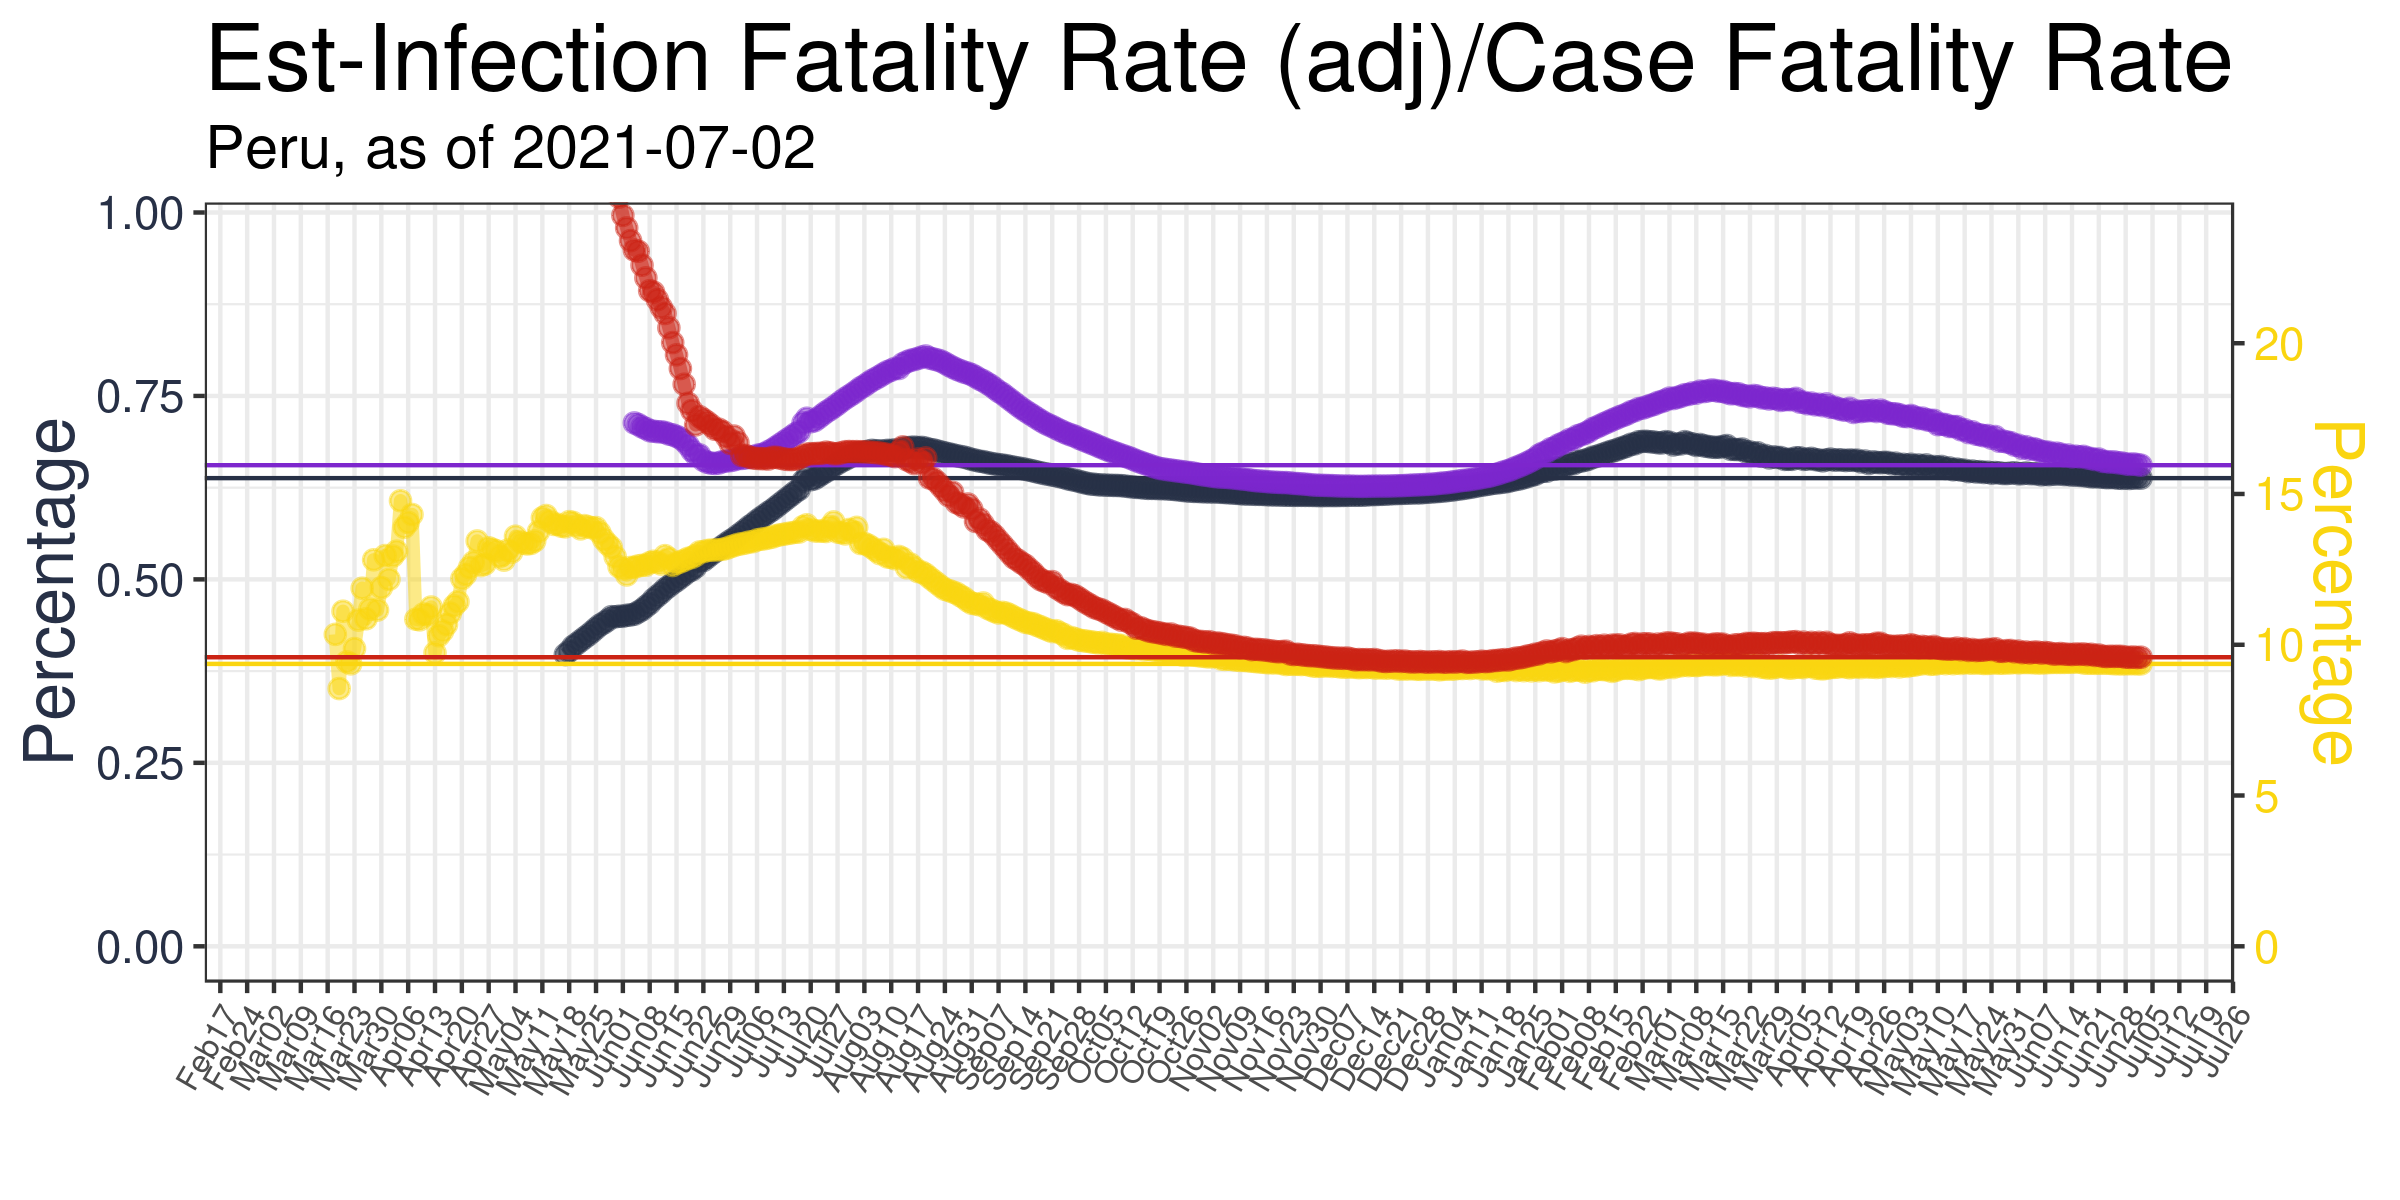 Est-Infection Fatality Rate (adj)/Case Fatality Rate
Peru, as of 2021-07-02
Percentage
1.00
0.75
0.50
0.25
0.00
20
15
10
5
0
Percentage
Feb17
Feb24
Mar02
Mar09
Mar16
Mar23
Mar30
Apr06
Apr13
Apr20
Apr27
May04
May11
May18
May25
Jun01
Jun08
Jun15
Jun22
Jun29
Jul06
Jul13
Jul20
Jul27
Aug03
Aug10
Aug17
Aug24
Aug31
Sep07
Sep14
Sep21
Sep28
Oct05
Oct12
Oct19
Oct26
Nov02
Nov09
Nov16
Nov23
Nov30
Dec07
Dec14
Dec21
Dec28
Jan04
Jan11
Jan18
Jan25
Feb01
Feb08
Feb15
Feb22
Mar01
Mar08
Mar15
Mar22
Mar29
Apr05
Apr12
Apr19
Apr26
May03
May10
May17
May24
May31
Jun07
Jun14
Jun21
Jun28
Jul05
Jul12
Jul19
Jul26